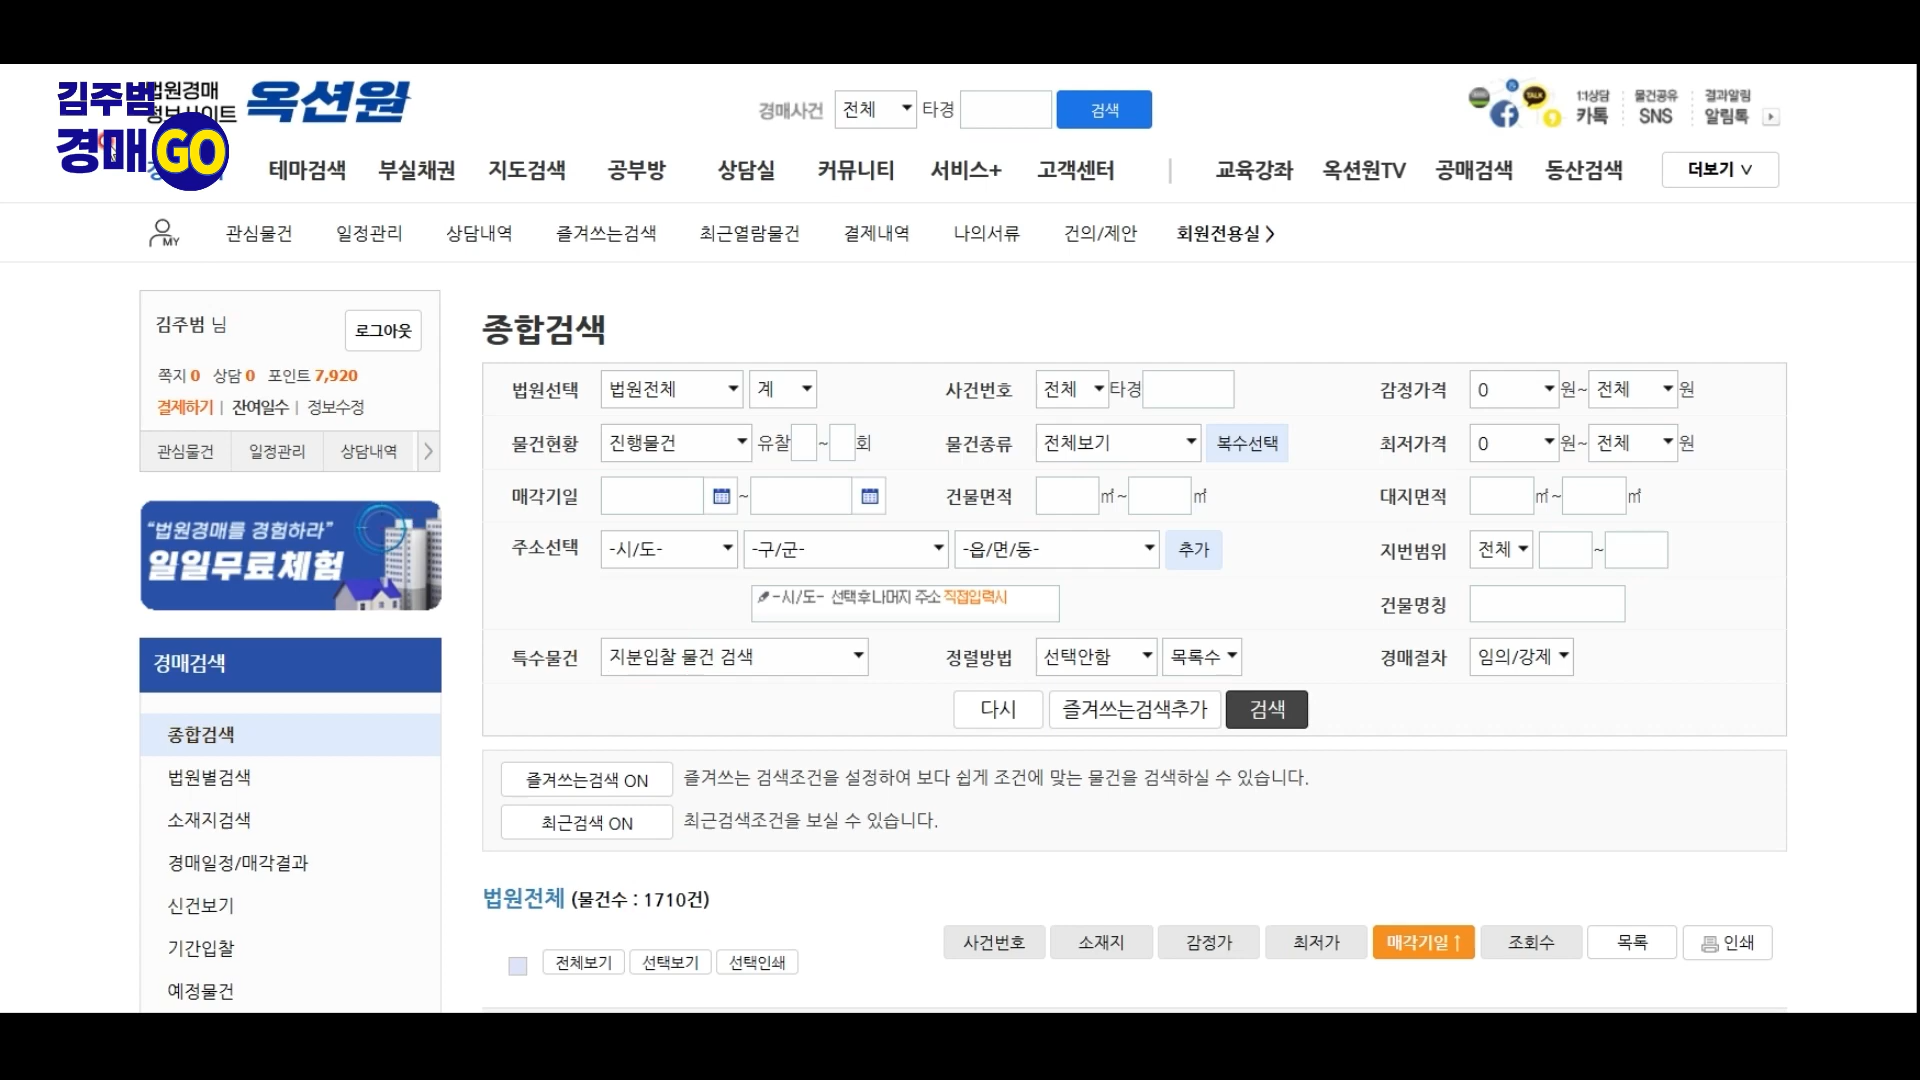 김주범
경매GO
법원경매
옥션원
경매사건 전체 타경 검색
1:1상담 카톡
물건공유 SNS
결과알림 알림톡
테마검색 부실채권 지도검색 공부방 상담실 커뮤니티 서비스+ 고객센터 | 교육강좌 옥션원TV 공매검색 동산검색 더보기 ∨
MY 관심물건 일정관리 상담내역 즐겨쓰는검색 최근열람물건 결제내역 나의서류 건의/제안 회원전용실 >
김주범 님 로그아웃
쪽지 0 상담 0 포인트 7,920
결제하기 | 잔여일수 | 정보수정
관심물건 일정관리 상담내역 >
"법원경매를 경험하라"
일일무료체험
경매검색
종합검색
법원별검색
소재지검색
경매일정/매각결과
신건보기
기간입찰
예정물건
종합검색
법원선택 법원전체 계 사건번호 전체 타경 감정가격 0 원~ 전체 원
물건현황 진행물건 유찰 ~ 회 물건종류 전체보기 복수선택 최저가격 0 원~ 전체 원
매각기일 ~ 건물면적 ㎡~ ㎡ 대지면적 ㎡~ ㎡
주소선택 -시/도- -구/군- -읍/면/동- 추가 지번범위 전체 ~
-시/도- 선택후 나머지 주소 직접입력시 건물명칭
특수물건 지분입찰 물건 검색 정렬방법 선택안함 목록수 경매절차 임의/강제
다시 즐겨쓰는검색추가 검색
즐겨쓰는검색 ON 즐겨쓰는 검색조건을 설정하여 보다 쉽게 조건에 맞는 물건을 검색하실 수 있습니다.
최근검색 ON 최근검색조건을 보실 수 있습니다.
법원전체 (물건수 : 1710건)
사건번호 소재지 감정가 최저가 매각기일↑ 조회수 목록 인쇄
전체보기 선택보기 선택인쇄